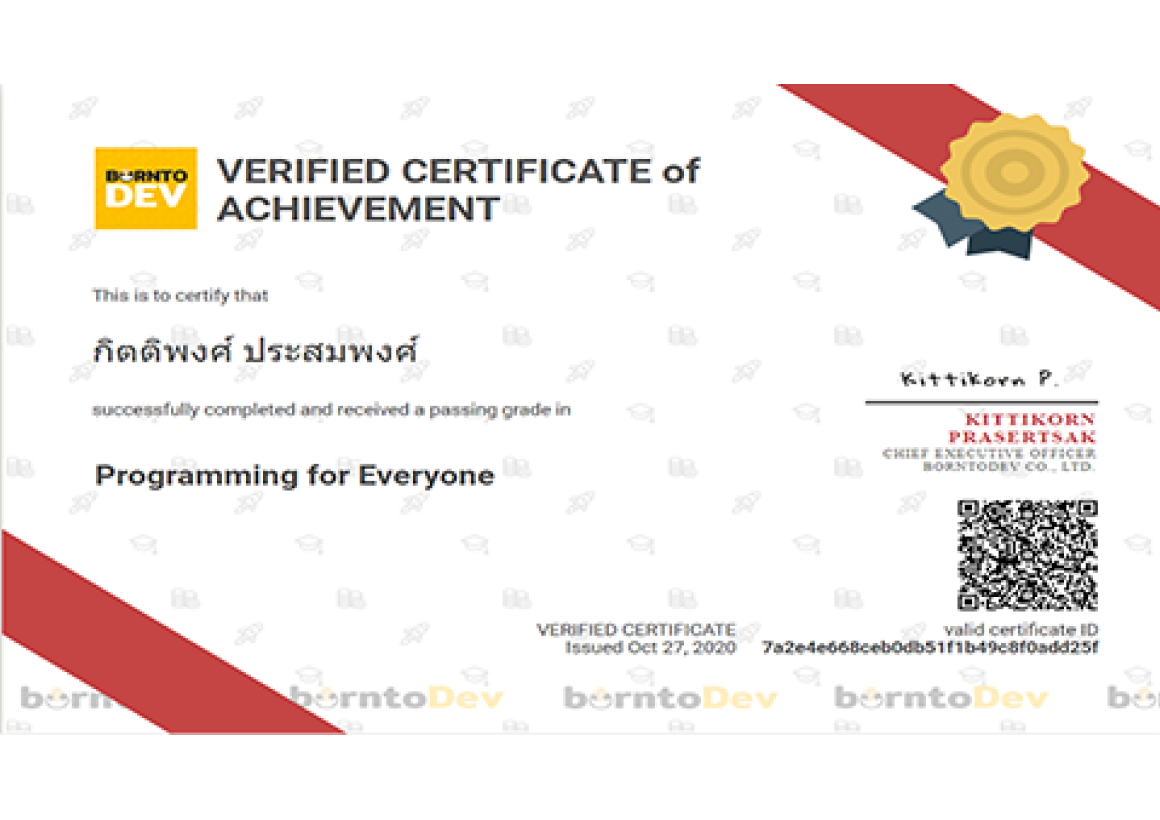 BORNTO
DEV
VERIFIED CERTIFICATE of
ACHIEVEMENT
This is to certify that
กิตติพงศ์ ประสมพงศ์
successfully completed and received a passing grade in
Programming for Everyone
Kittikorn P.
KITTIKORN
PRASERTSAK
CHIEF EXECUTIVE OFFICER
BORNTODEV CO., LTD.
VERIFIED CERTIFICATE
Issued Oct 27, 2020
valid certificate ID
7a2e4e668ceb0db51f1b49c8f0add25f
born borntoDev borntoDev borntoDev bo